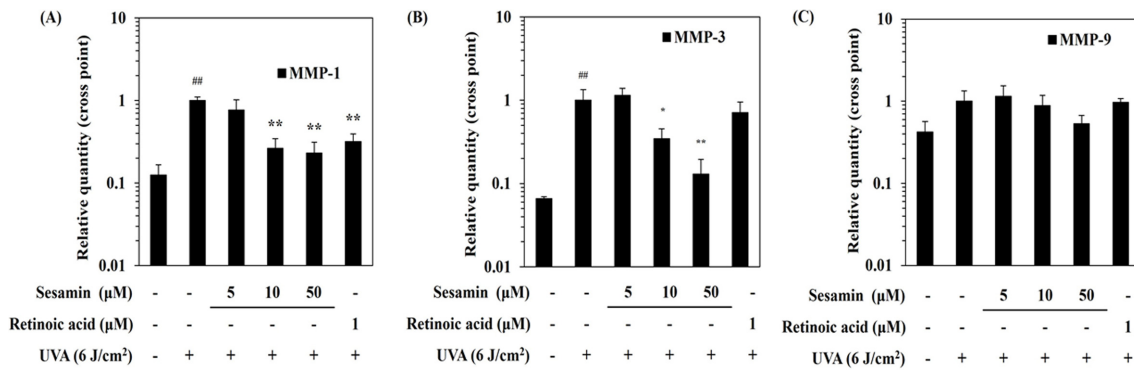 (A)
Relative quantity (cross point)
10
1
0.1
0.01
MMP-1
##
**
**
**
Sesamin (μM) - - 5 10 50 -
Retinoic acid (μM) - - - - - 1
UVA (6 J/cm²) - + + + + +
(B)
Relative quantity (cross point)
10
1
0.1
0.01
MMP-3
##
*
**
Sesamin (μM) - - 5 10 50 -
Retinoic acid (μM) - - - - - 1
UVA (6 J/cm²) - + + + + +
(C)
Relative quantity (cross point)
10
1
0.1
0.01
MMP-9
Sesamin (μM) - - 5 10 50 -
Retinoic acid (μM) - - - - - 1
UVA (6 J/cm²) - + + + + +